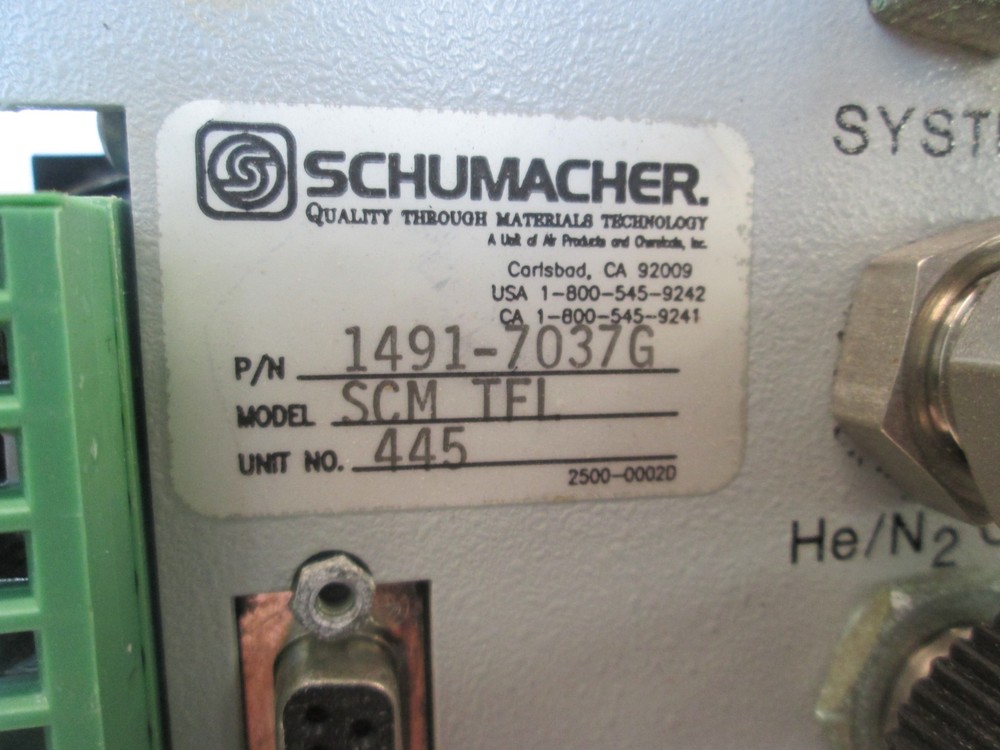 SCHUMACHER.
QUALITY THROUGH MATERIALS TECHNOLOGY
A Unit of Air Products and Chemicals, Inc.
Carlsbad, CA 92009
USA 1-800-545-9242
CA 1-800-545-9241
P/N 1491-7037G
MODEL SCM TFL
UNIT NO. 445
2500-0002D
He/N2